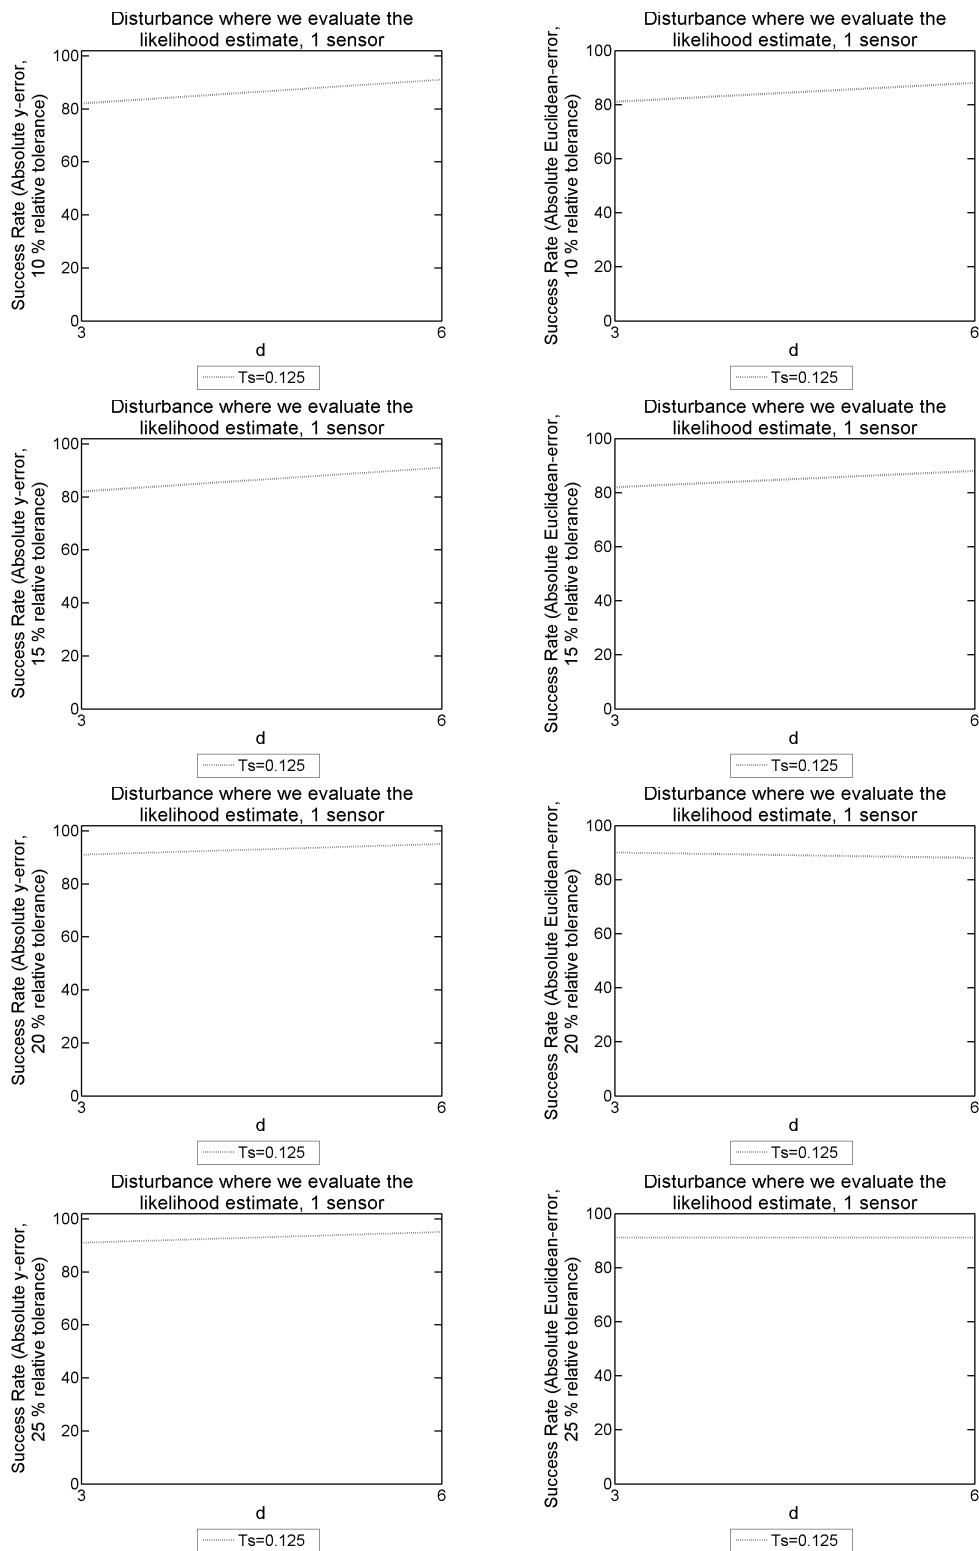 Disturbance where we evaluate the
likelihood estimate, 1 sensor
Success Rate (Absolute y-error,
10 % relative tolerance)
100
80
60
40
20
0
3
6
d
Ts=0.125
Disturbance where we evaluate the
likelihood estimate, 1 sensor
Success Rate (Absolute Euclidean-error,
10 % relative tolerance)
100
80
60
40
20
0
3
6
d
Ts=0.125
Disturbance where we evaluate the
likelihood estimate, 1 sensor
Success Rate (Absolute y-error,
15 % relative tolerance)
100
80
60
40
20
0
3
6
d
Ts=0.125
Disturbance where we evaluate the
likelihood estimate, 1 sensor
Success Rate (Absolute Euclidean-error,
15 % relative tolerance)
100
80
60
40
20
0
3
6
d
Ts=0.125
Disturbance where we evaluate the
likelihood estimate, 1 sensor
Success Rate (Absolute y-error,
20 % relative tolerance)
100
80
60
40
20
0
3
6
d
Ts=0.125
Disturbance where we evaluate the
likelihood estimate, 1 sensor
Success Rate (Absolute Euclidean-error,
20 % relative tolerance)
100
80
60
40
20
0
3
6
d
Ts=0.125
Disturbance where we evaluate the
likelihood estimate, 1 sensor
Success Rate (Absolute y-error,
25 % relative tolerance)
100
80
60
40
20
0
3
6
d
Ts=0.125
Disturbance where we evaluate the
likelihood estimate, 1 sensor
Success Rate (Absolute Euclidean-error,
25 % relative tolerance)
100
80
60
40
20
0
3
6
d
Ts=0.125